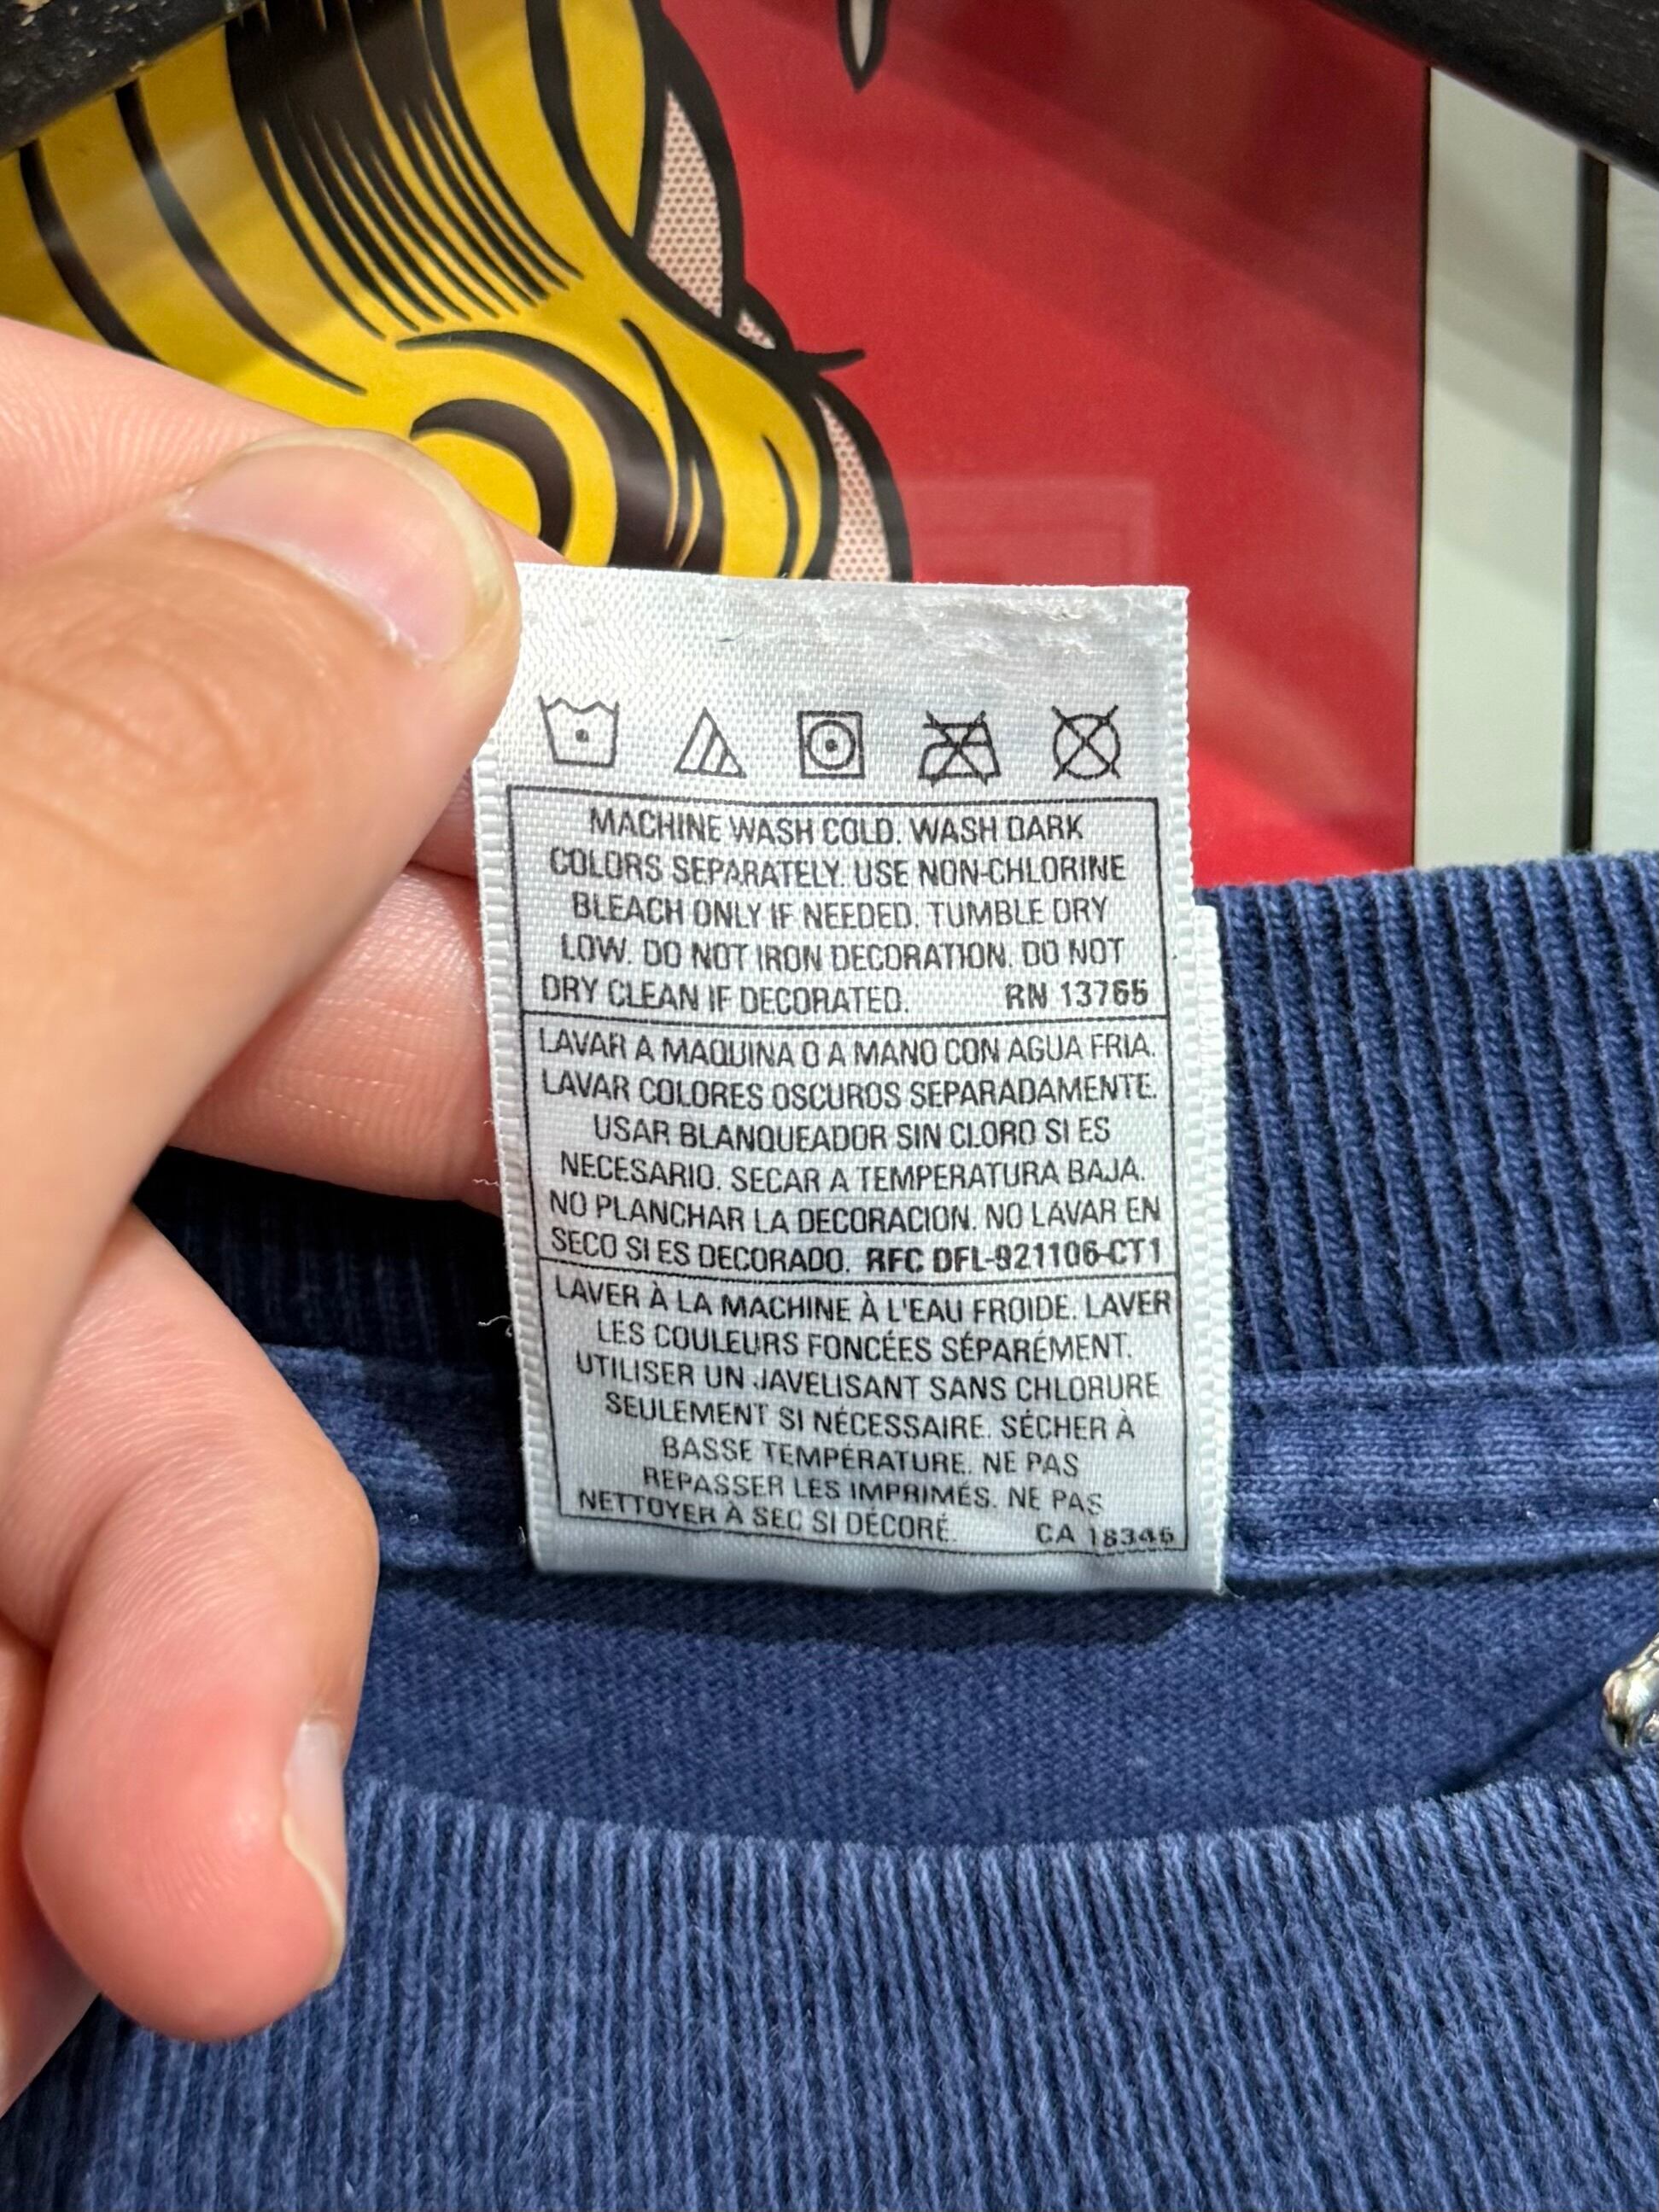 MACHINE WASH COLD. WASH DARK
COLORS SEPARATELY. USE NON-CHLORINE
BLEACH ONLY IF NEEDED. TUMBLE DRY
LOW. DO NOT IRON DECORATION. DO NOT
DRY CLEAN IF DECORATED. RN 13765
LAVAR A MAQUINA O A MANO CON AGUA FRIA.
LAVAR COLORES OSCUROS SEPARADAMENTE.
USAR BLANQUEADOR SIN CLORO SI ES
NECESARIO. SECAR A TEMPERATURA BAJA.
NO PLANCHAR LA DECORACION. NO LAVAR EN
SECO SI ES DECORADO. RFC DFL-921106-CT1
LAVER À LA MACHINE À L'EAU FROIDE. LAVER
LES COULEURS FONCÉES SÉPARÉMENT.
UTILISER UN JAVELISANT SANS CHLORURE
SEULEMENT SI NÉCESSAIRE. SÉCHER À
BASSE TEMPÉRATURE. NE PAS
REPASSER LES IMPRIMÉS. NE PAS
NETTOYER À SEC SI DÉCORÉ. CA 18346